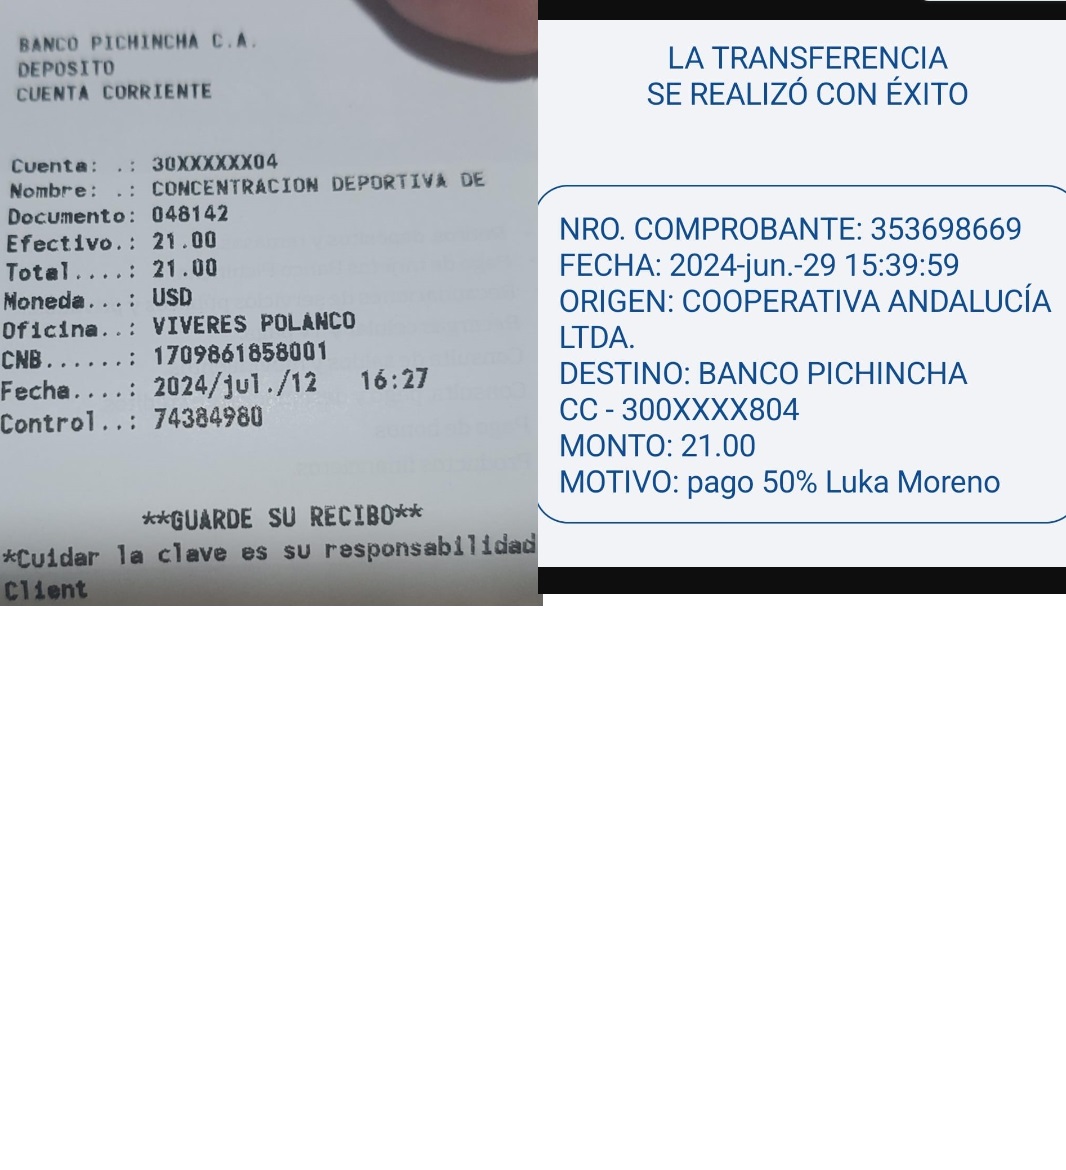 BANCO PICHINCHA C.A.
DEPOSITO
CUENTA CORRIENTE
Cuenta: .: 30XXXXXX04
Nombre: .: CONCENTRACION DEPORTIVA DE
Documento: 048142
Efectivo.: 21.00
Total....: 21.00
Moneda...: USD
Oficina..: VIVERES POLANCO
CNB......: 1709861858001
Fecha....: 2024/jul./12 16:27
Control..: 74384980
**GUARDE SU RECIBO**
*Cuidar la clave es su responsabilidad
Client
LA TRANSFERENCIA
SE REALIZÓ CON ÉXITO
NRO. COMPROBANTE: 353698669
FECHA: 2024-jun.-29 15:39:59
ORIGEN: COOPERATIVA ANDALUCÍA
LTDA.
DESTINO: BANCO PICHINCHA
CC - 300XXXX804
MONTO: 21.00
MOTIVO: pago 50% Luka Moreno